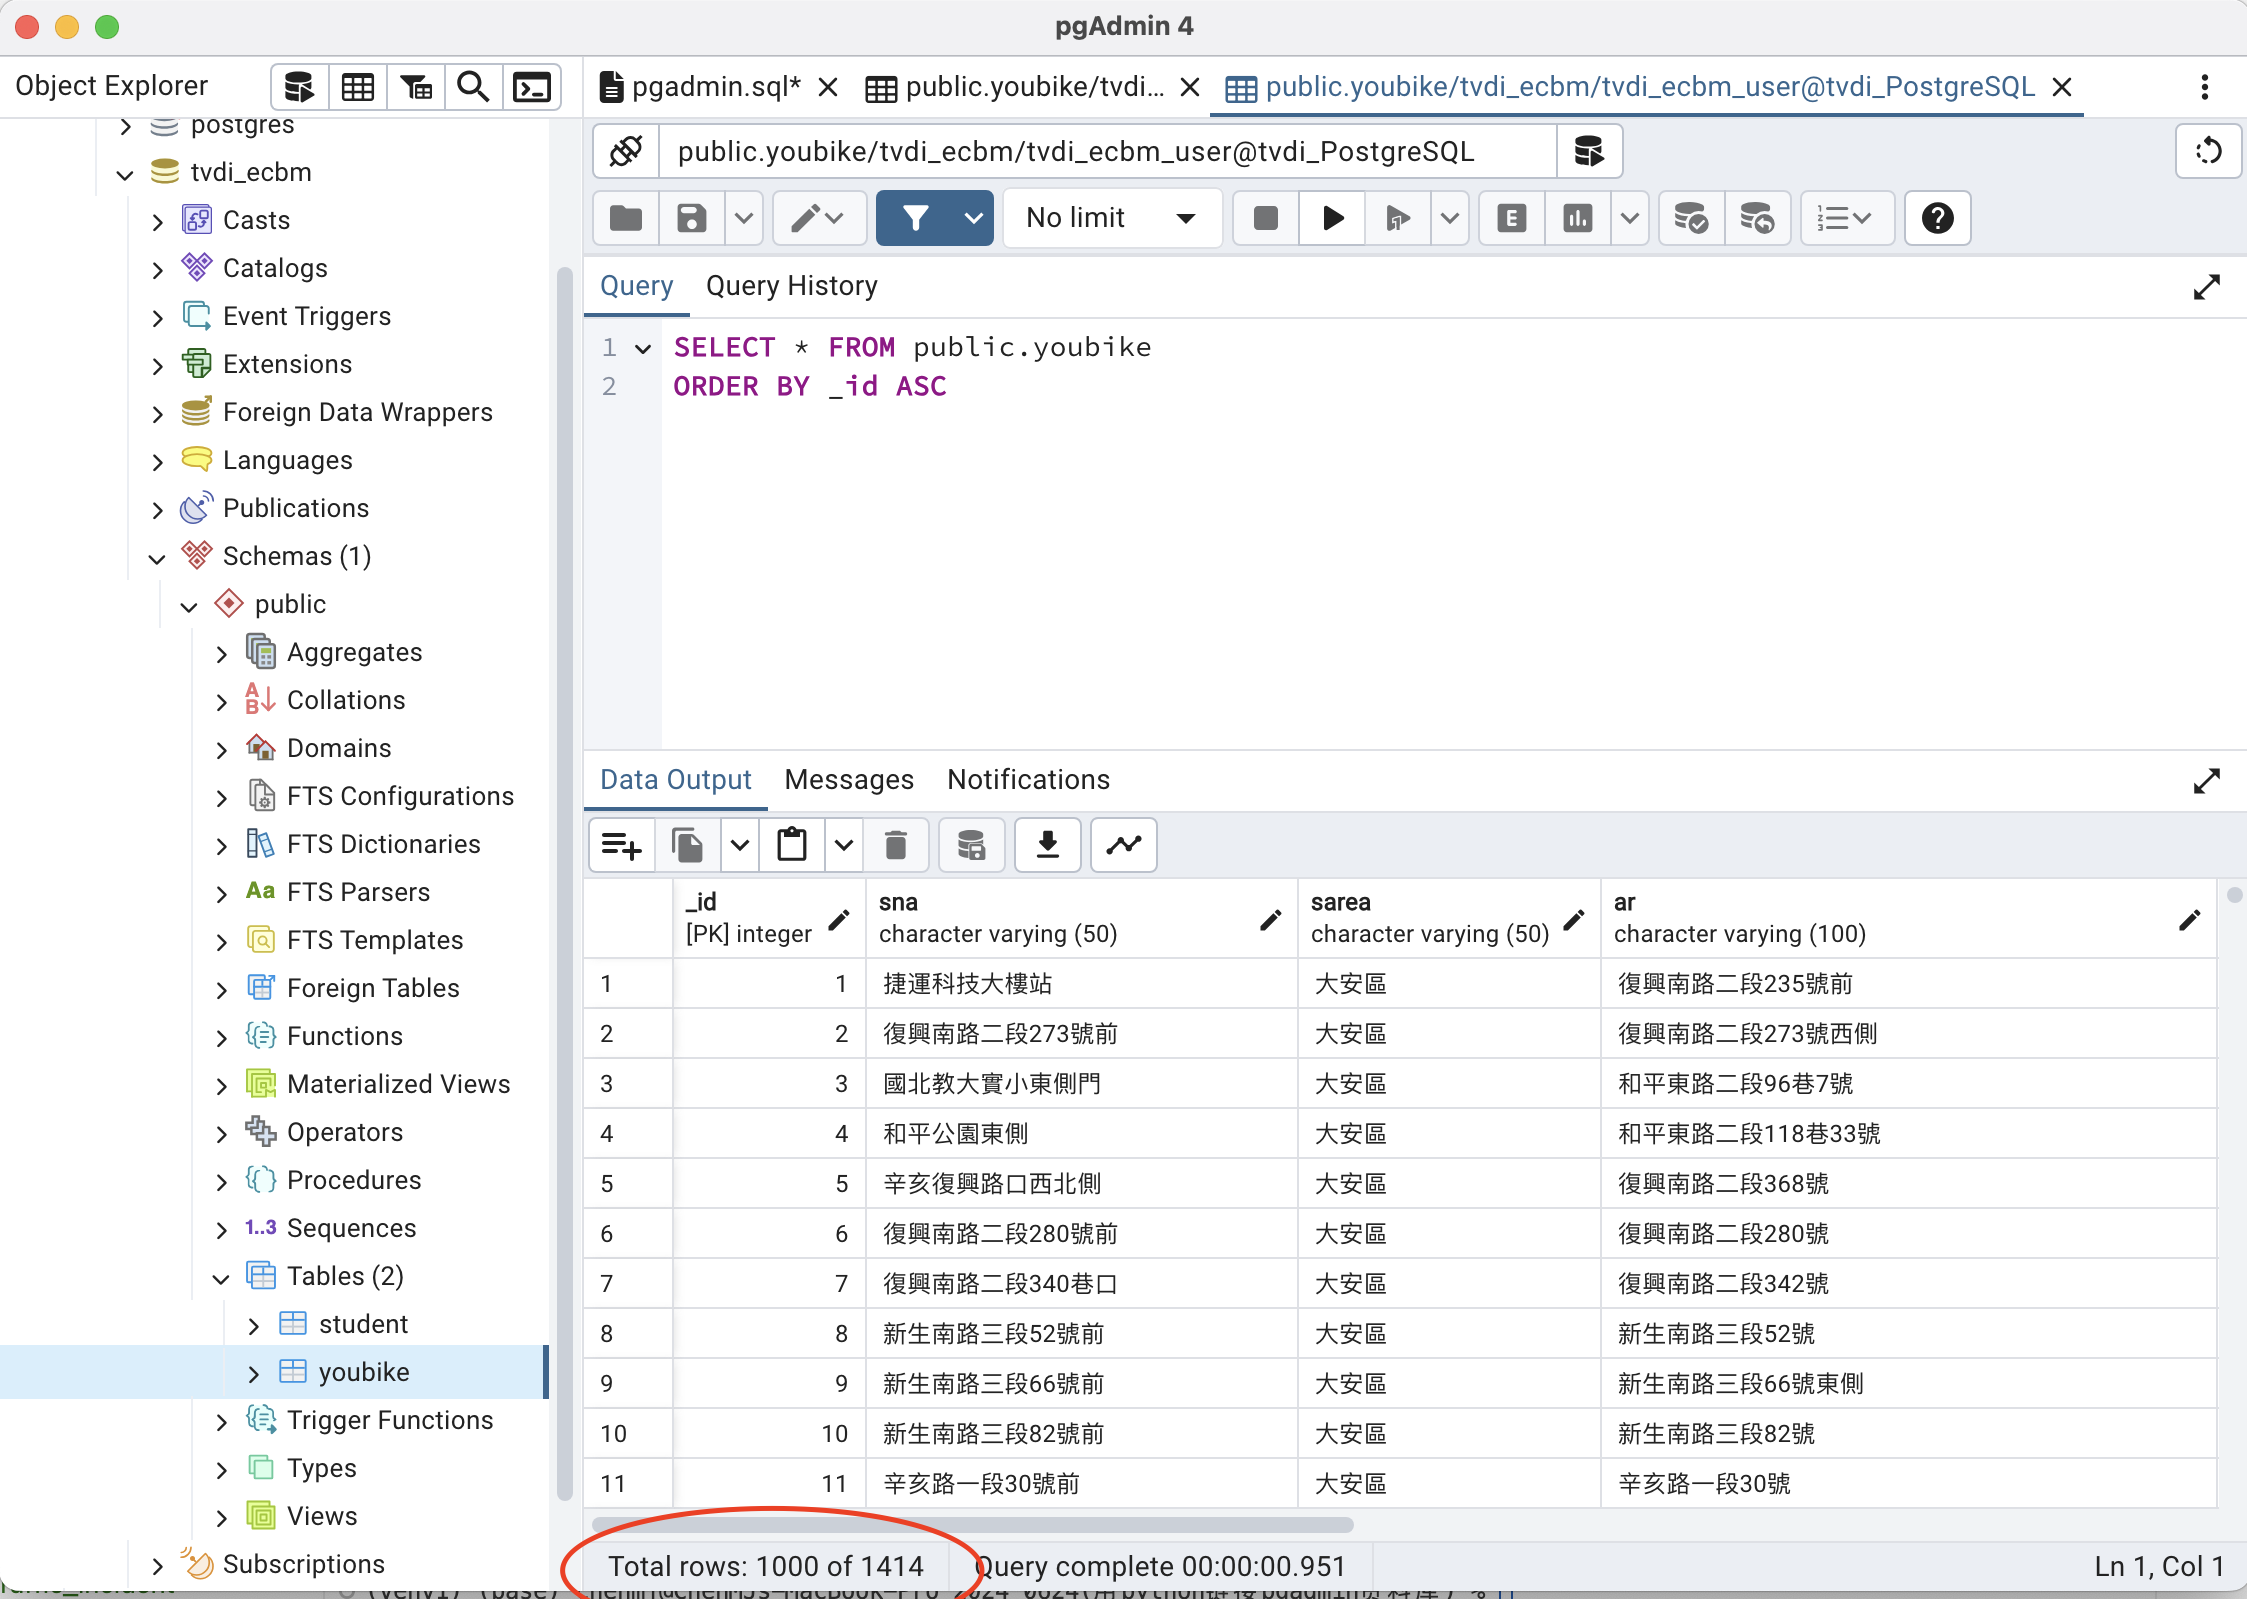 pgAdmin 4
Object Explorer
pgadmin.sql*
public.youbike/tvdi...
public.youbike/tvdi_ecbm/tvdi_ecbm_user@tvdi_PostgreSQL
public.youbike/tvdi_ecbm/tvdi_ecbm_user@tvdi_PostgreSQL
No limit
Query
Query History
1 SELECT * FROM public.youbike
2 ORDER BY _id ASC
postgres
tvdi_ecbm
Casts
Catalogs
Event Triggers
Extensions
Foreign Data Wrappers
Languages
Publications
Schemas (1)
public
Aggregates
Collations
Domains
FTS Configurations
FTS Dictionaries
Aa FTS Parsers
FTS Templates
Foreign Tables
Functions
Materialized Views
Operators
Procedures
1..3 Sequences
Tables (2)
student
youbike
Trigger Functions
Types
Views
Subscriptions
Data Output
Messages
Notifications
_id
[PK] integer
sna
character varying (50)
sarea
character varying (50)
ar
character varying (100)
1 1 捷運科技大樓站 大安區 復興南路二段235號前
2 2 復興南路二段273號前 大安區 復興南路二段273號西側
3 3 國北教大實小東側門 大安區 和平東路二段96巷7號
4 4 和平公園東側 大安區 和平東路二段118巷33號
5 5 辛亥復興路口西北側 大安區 復興南路二段368號
6 6 復興南路二段280號前 大安區 復興南路二段280號
7 7 復興南路二段340巷口 大安區 復興南路二段342號
8 8 新生南路三段52號前 大安區 新生南路三段52號
9 9 新生南路三段66號前 大安區 新生南路三段66號東側
10 10 新生南路三段82號前 大安區 新生南路三段82號
11 11 辛亥路一段30號前 大安區 辛亥路一段30號
Total rows: 1000 of 1414
Query complete 00:00:00.951
Ln 1, Col 1